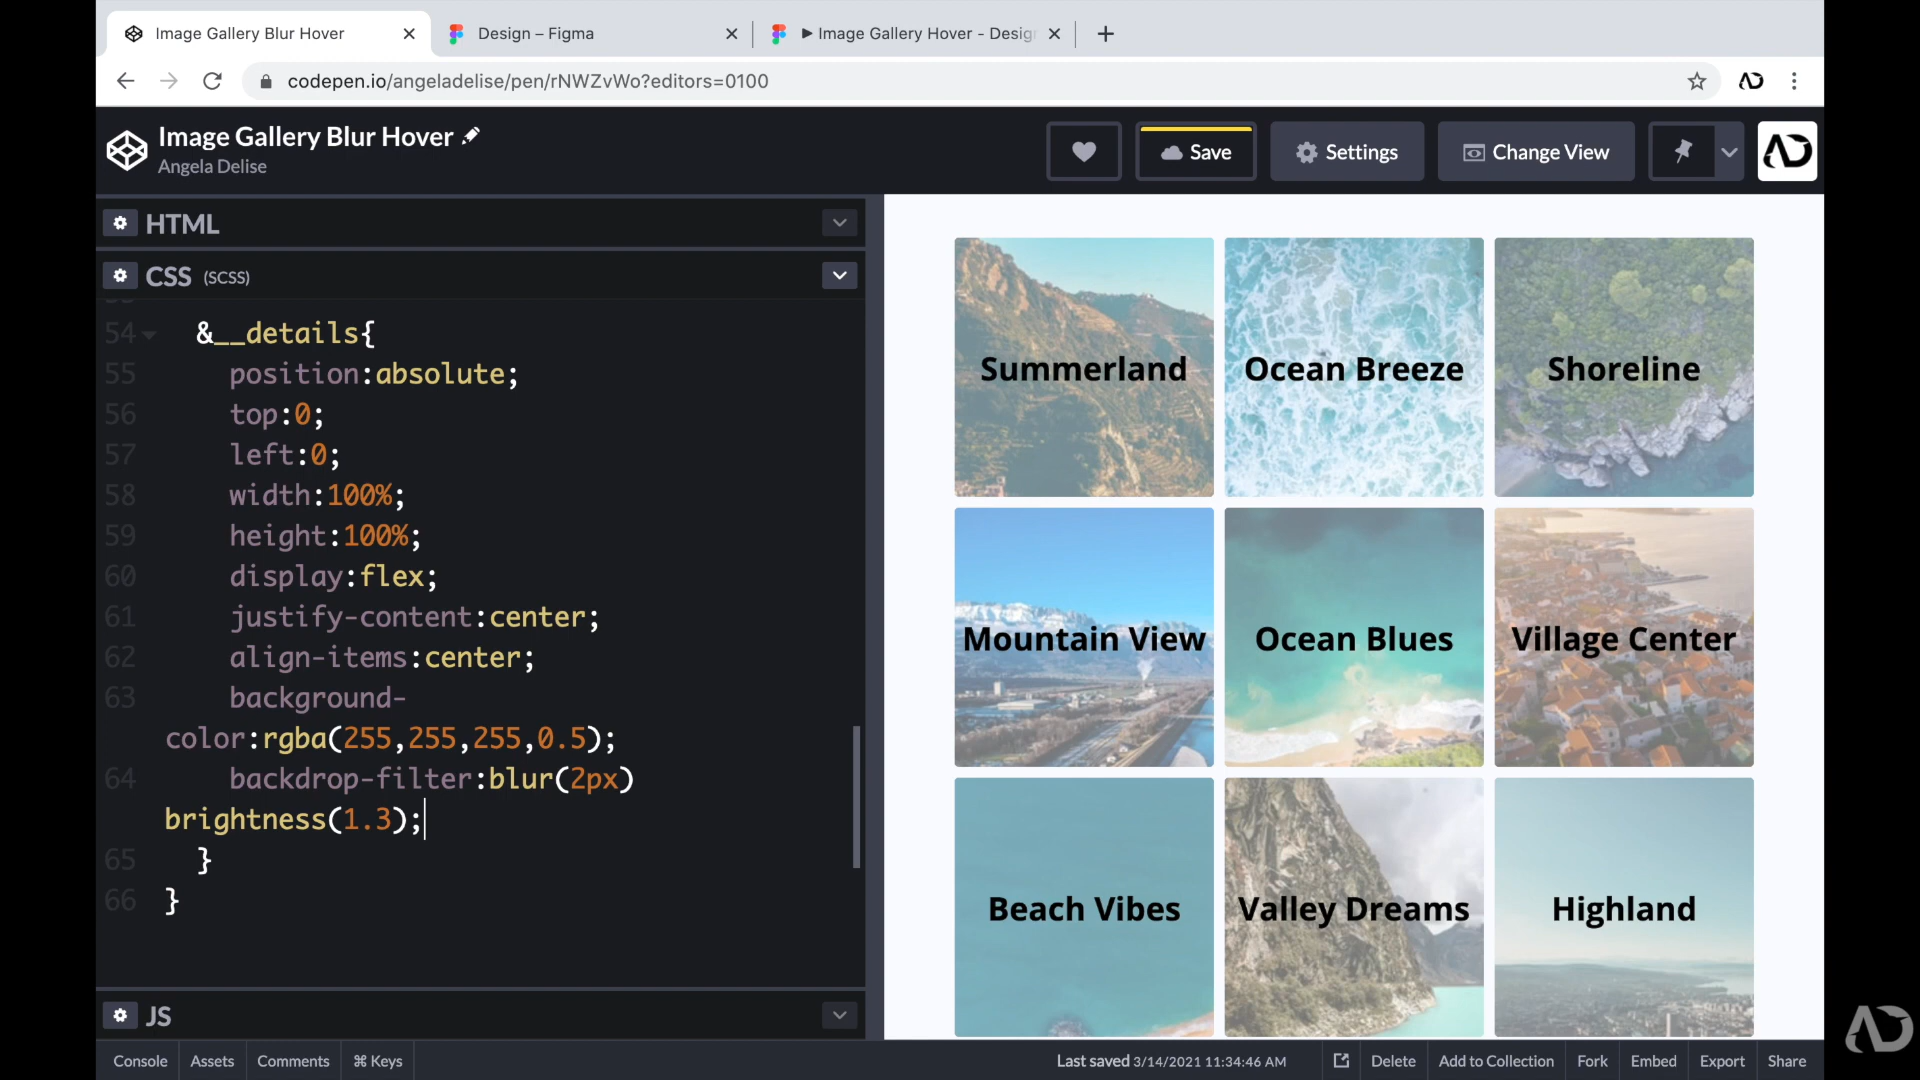 Image Gallery Blur Hover
Design – Figma
Image Gallery Hover - Desig
codepen.io/angeladelise/pen/rNWZvWo?editors=0100
Image Gallery Blur Hover
Angela Delise
Save
Settings
Change View
HTML
CSS (SCSS)
54 &__details{
55 position:absolute;
56 top:0;
57 left:0;
58 width:100%;
59 height:100%;
60 display:flex;
61 justify-content:center;
62 align-items:center;
63 background-
color:rgba(255,255,255,0.5);
64 backdrop-filter:blur(2px)
brightness(1.3);
65 }
66 }
JS
Summerland
Ocean Breeze
Shoreline
Mountain View
Ocean Blues
Village Center
Beach Vibes
Valley Dreams
Highland
Console
Assets
Comments
⌘ Keys
Last saved 3/14/2021 11:34:46 AM
Delete
Add to Collection
Fork
Embed
Export
Share